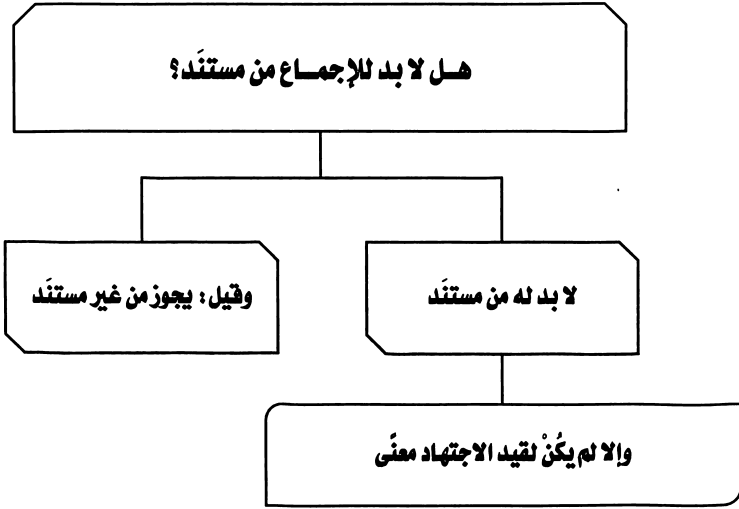 هل لا بد للإجماع من مستنَد؟
لا بد له من مستنَد
وقيل: يجوز من غير مستنَد
وإلا لم يكُنْ لقيد الاجتهاد معنًى